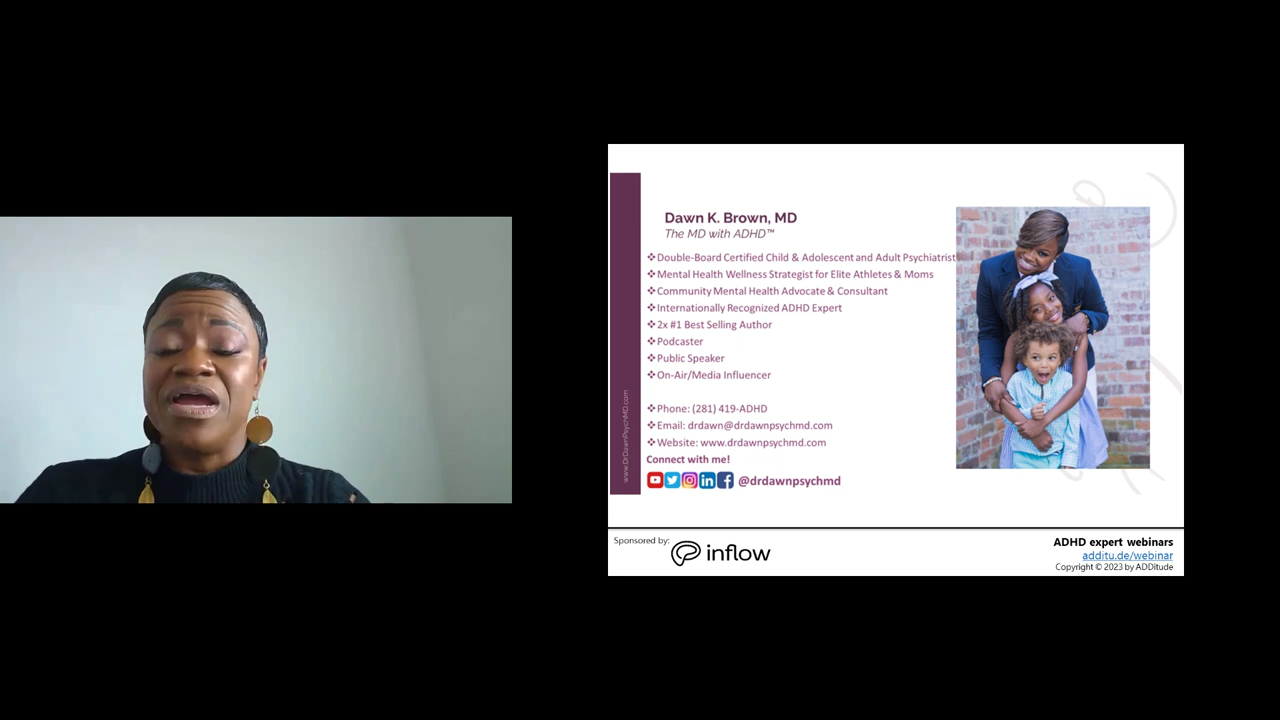 Dawn K. Brown, MD
The MD with ADHD™
❖Double-Board Certified Child & Adolescent and Adult Psychiatrist
❖Mental Health Wellness Strategist for Elite Athletes & Moms
❖Community Mental Health Advocate & Consultant
❖Internationally Recognized ADHD Expert
❖2x #1 Best Selling Author
❖Podcaster
❖Public Speaker
❖On-Air/Media Influencer
❖Phone: (281) 419-ADHD
❖Email: drdawn@drdawnpsychmd.com
❖Website: www.drdawnpsychmd.com
Connect with me!
@drdawnpsychmd
www.DrDawnPsychMD.com
Sponsored by:
inflow
ADHD expert webinars
additu.de/webinar
Copyright © 2023 by ADDitude